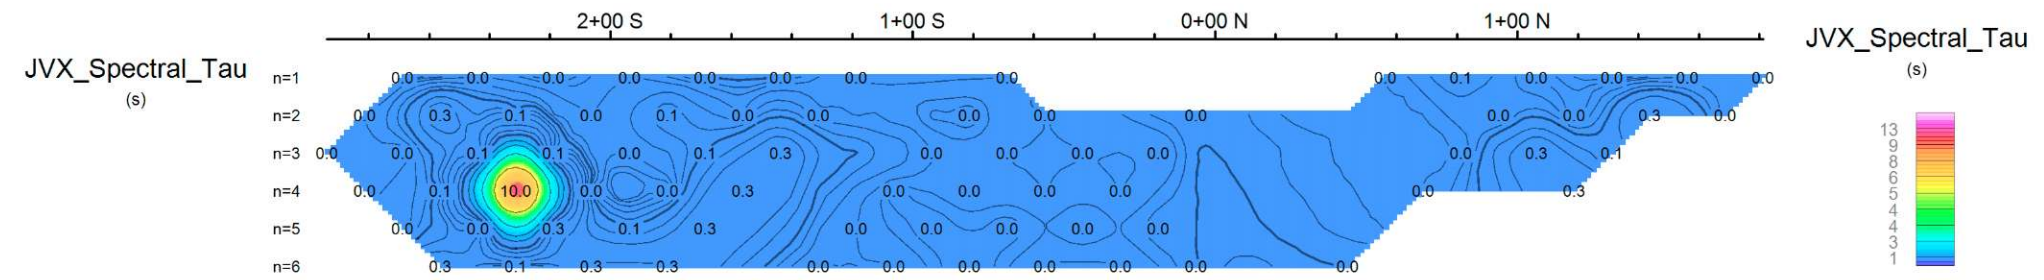 2+00 S 1+00 S 0+00 N 1+00 N
JVX_Spectral_Tau
(s)
JVX_Spectral_Tau
(s)
n=1 0.0 0.0 0.0 0.0 0.0 0.0 0.0 0.0 0.0 0.1 0.0 0.0 0.0 0.0
n=2 0.0 0.3 0.1 0.0 0.1 0.0 0.0 0.0 0.0 0.0 0.0 0.0 0.3 0.0
n=3 0.0 0.0 0.1 0.1 0.0 0.1 0.3 0.0 0.0 0.0 0.0 0.0 0.3 0.1
n=4 0.0 0.1 10.0 0.0 0.0 0.3 0.0 0.0 0.0 0.0 0.0 0.3
n=5 0.0 0.0 0.3 0.1 0.3 0.0 0.0 0.0 0.0 0.0
n=6 0.3 0.1 0.3 0.3 0.0 0.0 0.0 0.0 0.0 0.0 0.0
13
9
8
6
5
4
4
3
1